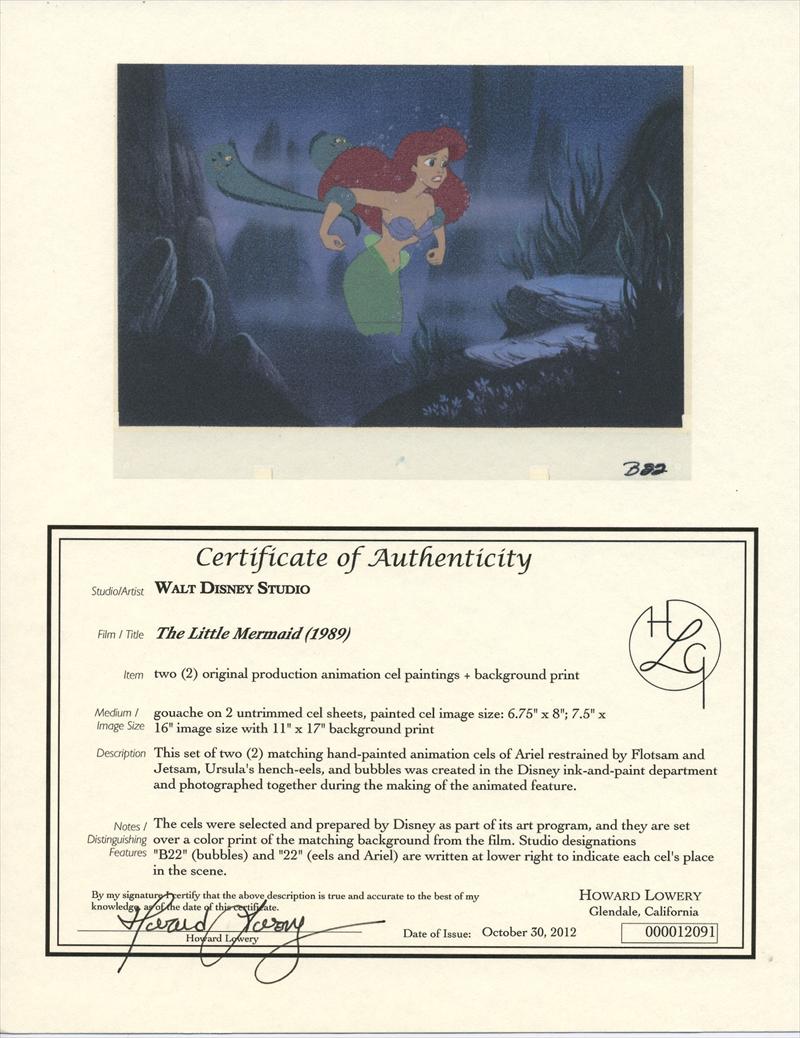 B22
Certificate of Authenticity
Studio/Artist WALT DISNEY STUDIO
HLG
Film / Title The Little Mermaid (1989)
Item two (2) original production animation cel paintings + background print
Medium / Image Size gouache on 2 untrimmed cel sheets, painted cel image size: 6.75" x 8"; 7.5" x
16" image size with 11" x 17" background print
Description This set of two (2) matching hand-painted animation cels of Ariel restrained by Flotsam and
Jetsam, Ursula's hench-eels, and bubbles was created in the Disney ink-and-paint department
and photographed together during the making of the animated feature.
Notes / Distinguishing Features The cels were selected and prepared by Disney as part of its art program, and they are set
over a color print of the matching background from the film. Studio designations
"B22" (bubbles) and "22" (eels and Ariel) are written at lower right to indicate each cel's place
in the scene.
By my signature I certify that the above description is true and accurate to the best of my
knowledge, as of the date of this certificate.
Howard Lowery
Howard Lowery
Date of Issue: October 30, 2012
HOWARD LOWERY
Glendale, California
000012091